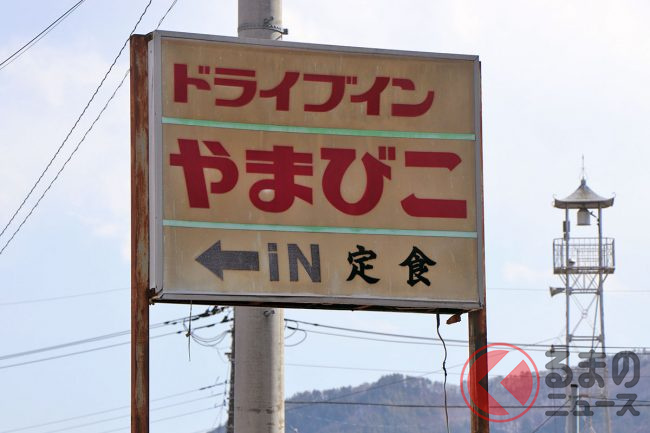 ドライブイン
やまびこ
←iN 定食
くるまの
ニュース